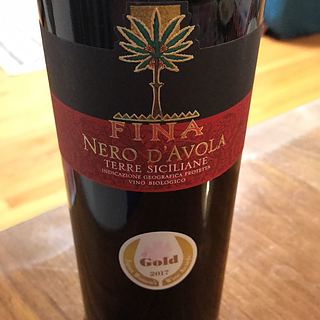 FINA
NERO D'AVOLA
TERRE SICILIANE
INDICAZIONE GEOGRAFICA PROTETTA
VINO BIOLOGICO
Gold
2017